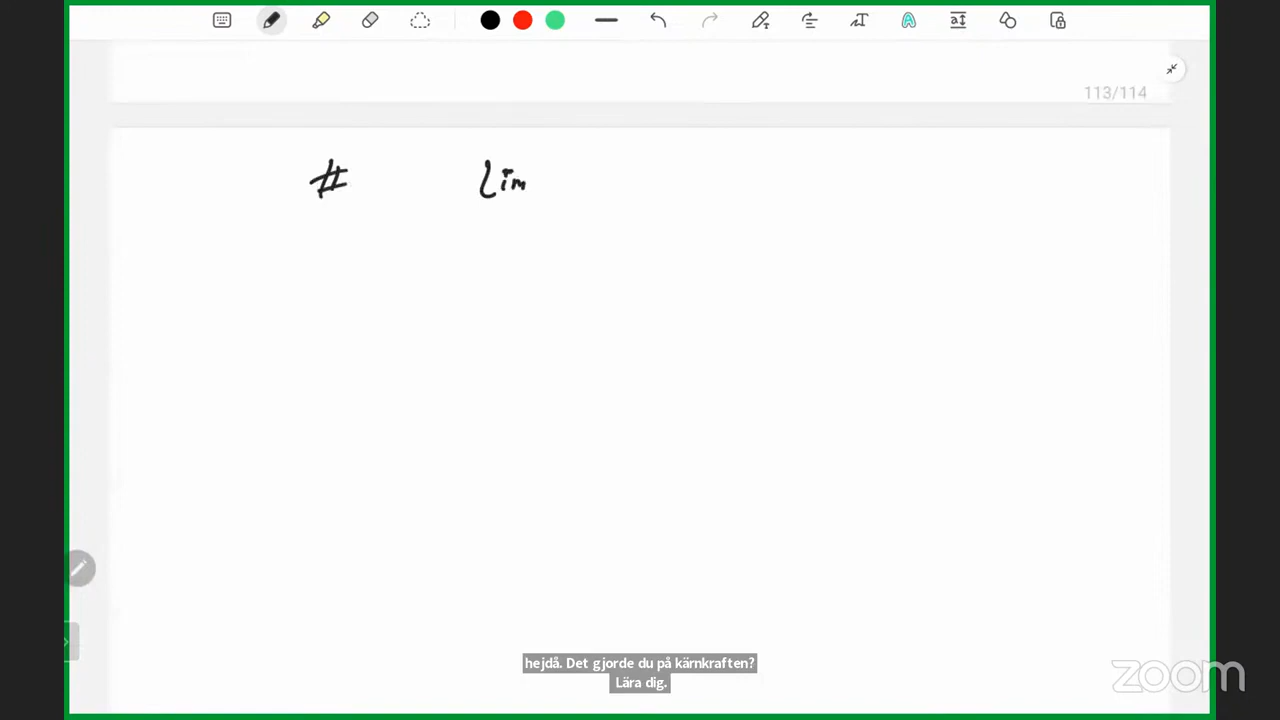 113/114
# Lim
hejdå. Det gjorde du på kärnkraften?
Lära dig.
zoom